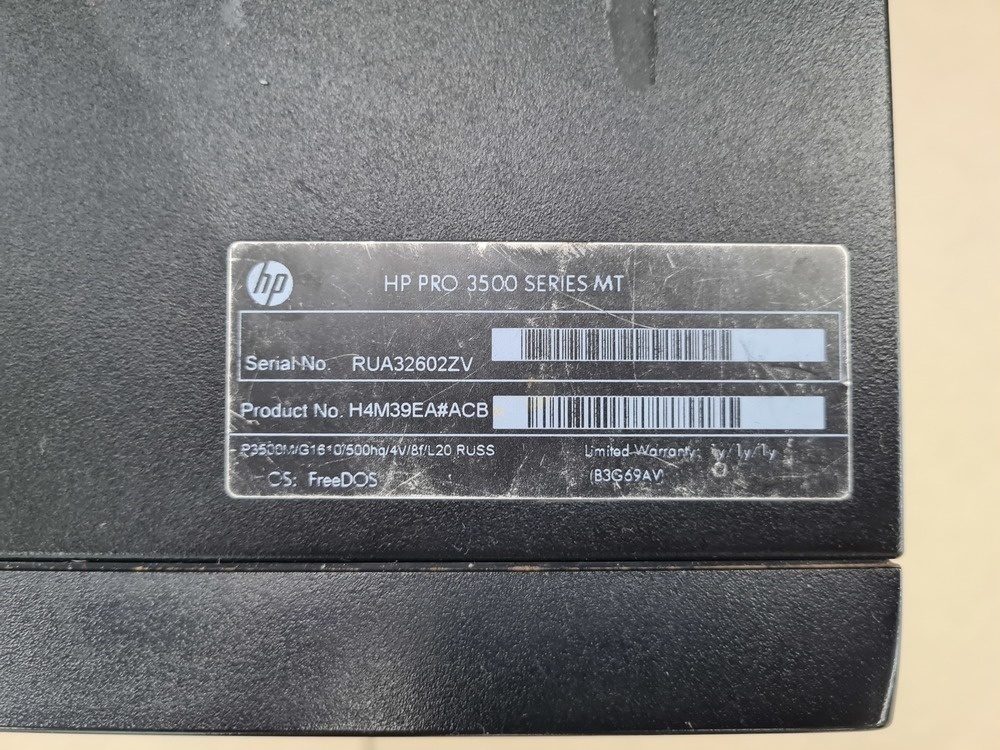 hp
HP PRO 3500 SERIES MT
Serial No. RUA32602ZV
Product No. H4M39EA#ACB
P3500M/G1610/500hq/4V/8f/L20 RUSS
Limited Warranty: 1y/1y/1y
OS: FreeDOS
(B3G69AV)